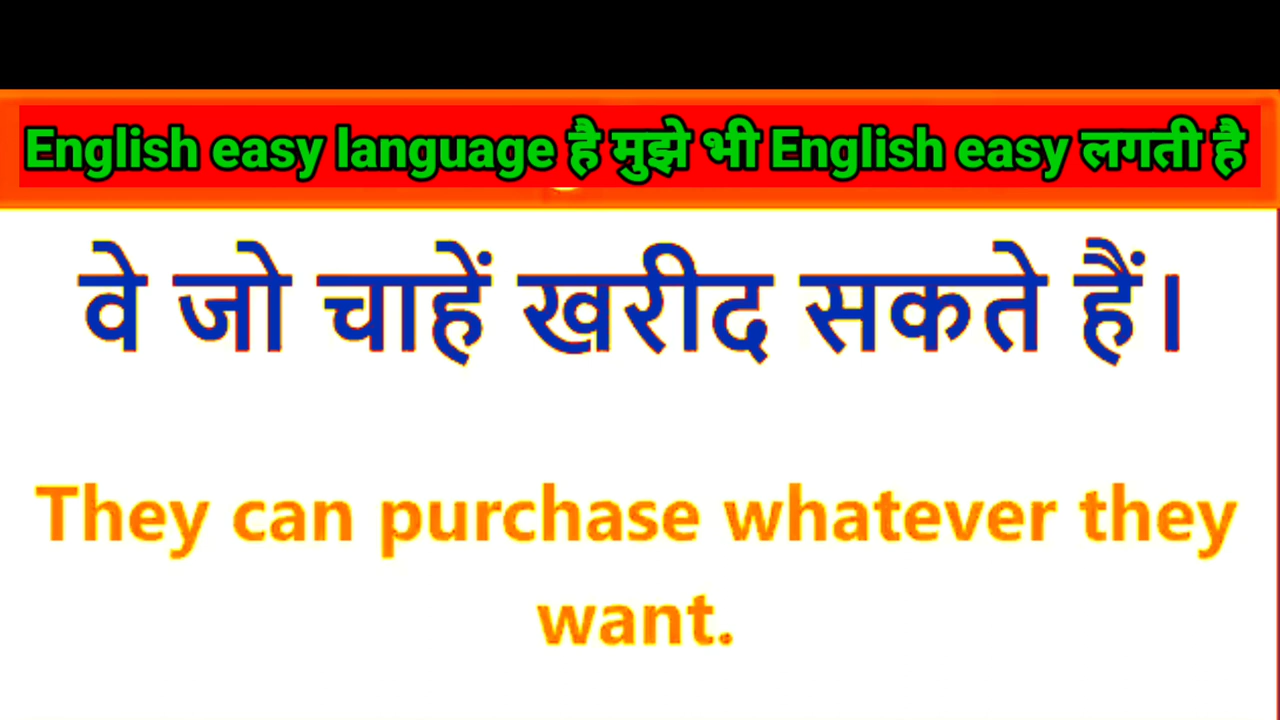 English easy language है मुझे भी English easy लगती है
वे जो चाहें खरीद सकते हैं।
They can purchase whatever they
want.